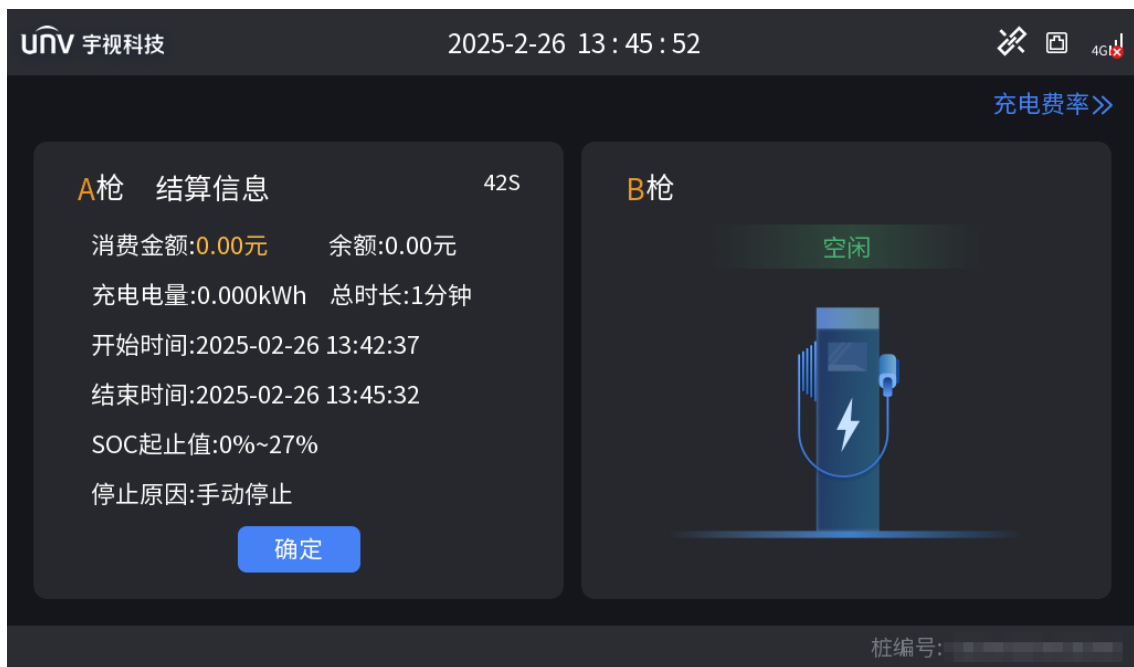 UNV 宇视科技
2025-2-26 13:45:52
4G
充电费率
A枪 结算信息 42S
消费金额:0.00元 余额:0.00元
充电电量:0.000kWh 总时长:1分钟
开始时间:2025-02-26 13:42:37
结束时间:2025-02-26 13:45:32
SOC起止值:0%~27%
停止原因:手动停止
确定
B枪
空闲
桩编号: